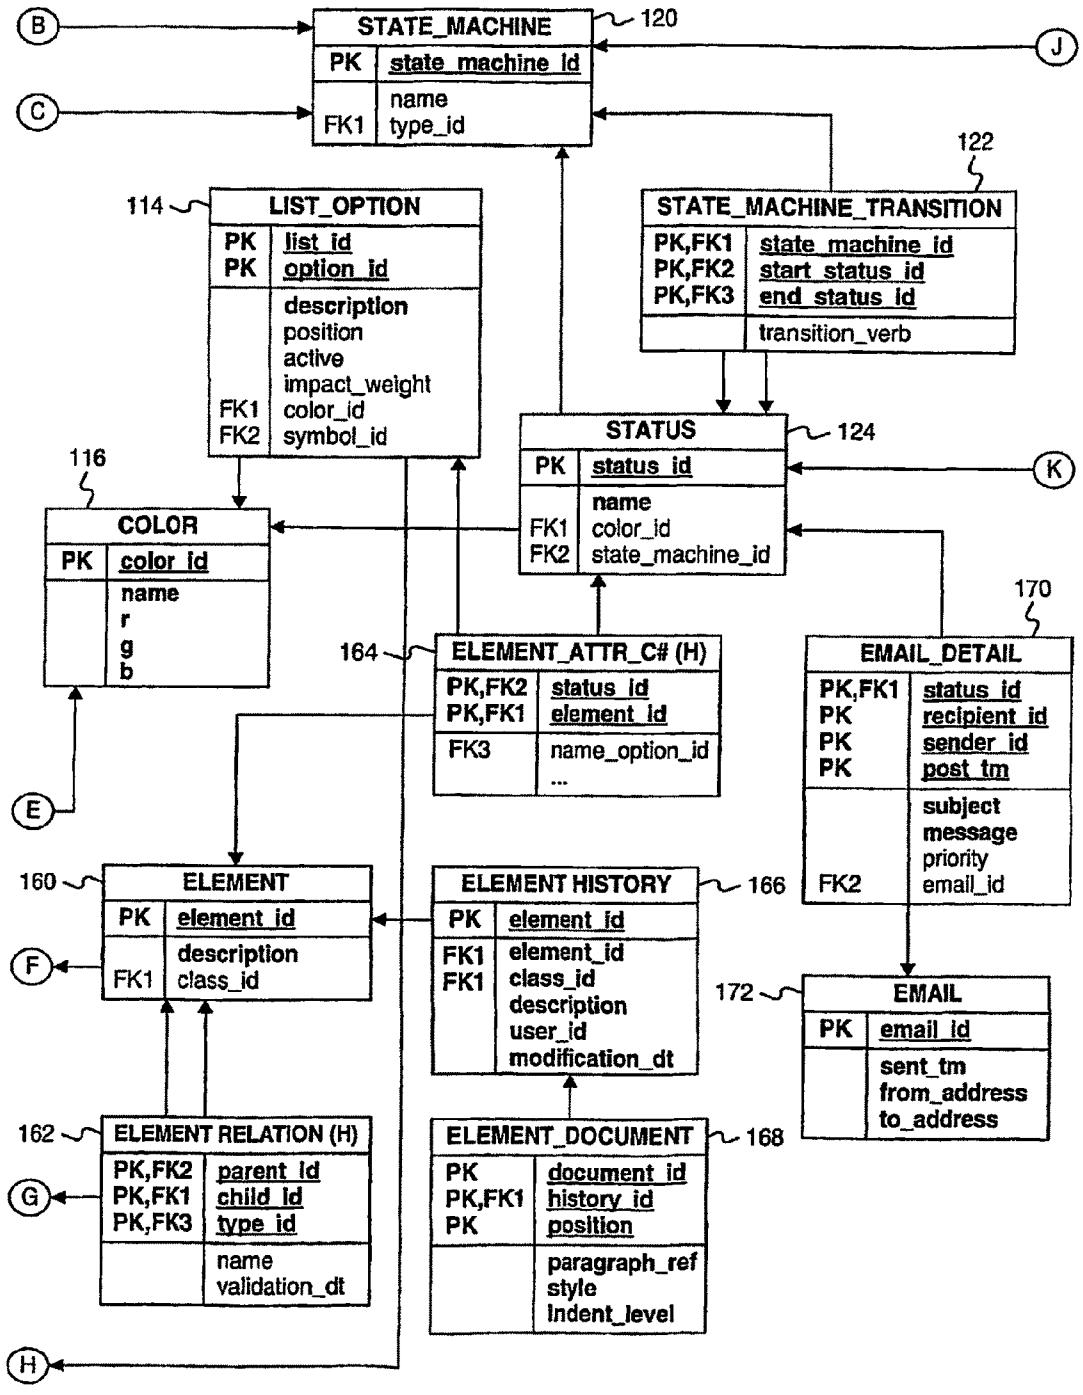 B
STATE_MACHINE
120
PK state_machine_id
J
C
name
FK1 type_id
122
114
LIST_OPTION
PK list_id
PK option_id
description
position
active
impact_weight
FK1 color_id
FK2 symbol_id
STATE_MACHINE_TRANSITION
PK,FK1 state_machine_id
PK,FK2 start_status_id
PK,FK3 end_status_id
transition_verb
STATUS
124
PK status_id
K
name
FK1 color_id
FK2 state_machine_id
116
COLOR
PK color_id
name
r
g
b
E
164
ELEMENT_ATTR_C# (H)
PK,FK2 status_id
PK,FK1 element_id
FK3 name_option_id
...
170
EMAIL_DETAIL
PK,FK1 status_id
PK recipient_id
PK sender_id
PK post_tm
subject
message
priority
FK2 email_id
160
ELEMENT
PK element_id
description
FK1 class_id
F
ELEMENT HISTORY
166
PK element_id
FK1 element_id
FK1 class_id
description
user_id
modification_dt
172
EMAIL
PK email_id
sent_tm
from_address
to_address
162
ELEMENT RELATION (H)
PK,FK2 parent_id
PK,FK1 child_id
PK,FK3 type_id
name
validation_dt
G
ELEMENT_DOCUMENT
168
PK document_id
PK,FK1 history_id
PK position
paragraph_ref
style
Indent_level
H